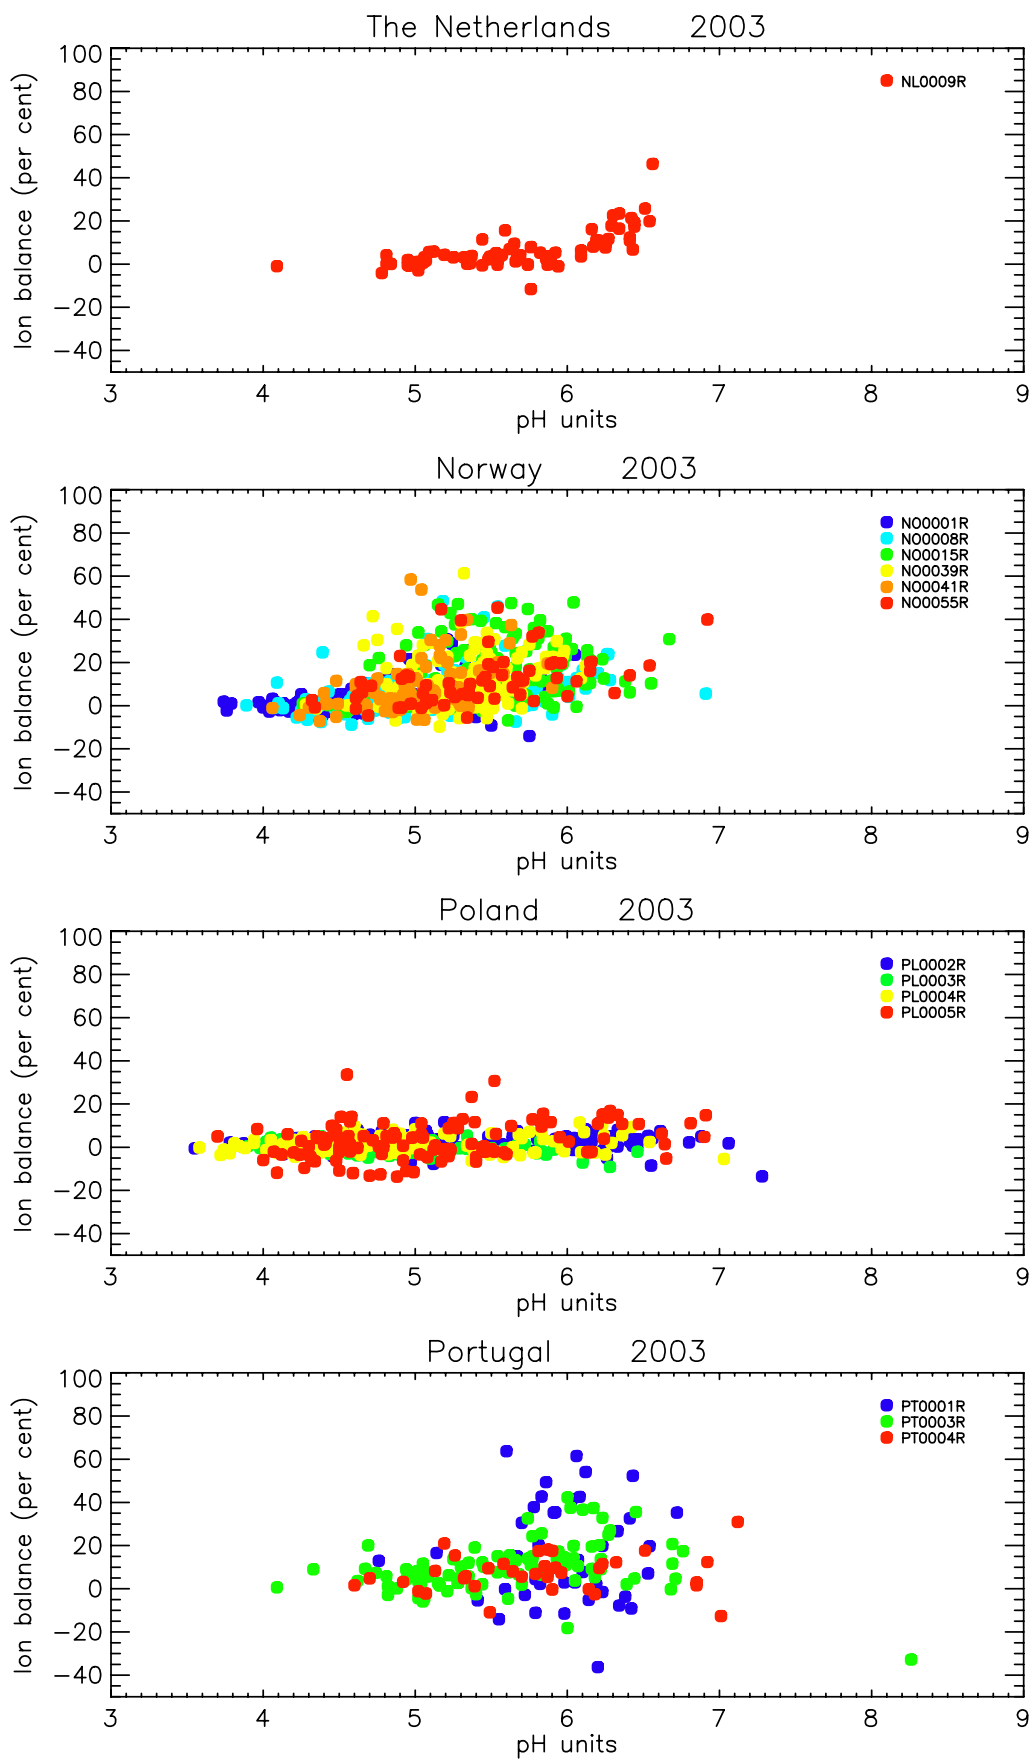 The Netherlands 2003
Ion balance (per cent)
100
80
60
40
20
0
−20
−40
NL0009R
3 4 5 6 7 8 9
pH units
Norway 2003
Ion balance (per cent)
100
80
60
40
20
0
−20
−40
NO0001R
NO0008R
NO0015R
NO0039R
NO0041R
NO0055R
3 4 5 6 7 8 9
pH units
Poland 2003
Ion balance (per cent)
100
80
60
40
20
0
−20
−40
PL0002R
PL0003R
PL0004R
PL0005R
3 4 5 6 7 8 9
pH units
Portugal 2003
Ion balance (per cent)
100
80
60
40
20
0
−20
−40
PT0001R
PT0003R
PT0004R
3 4 5 6 7 8 9
pH units